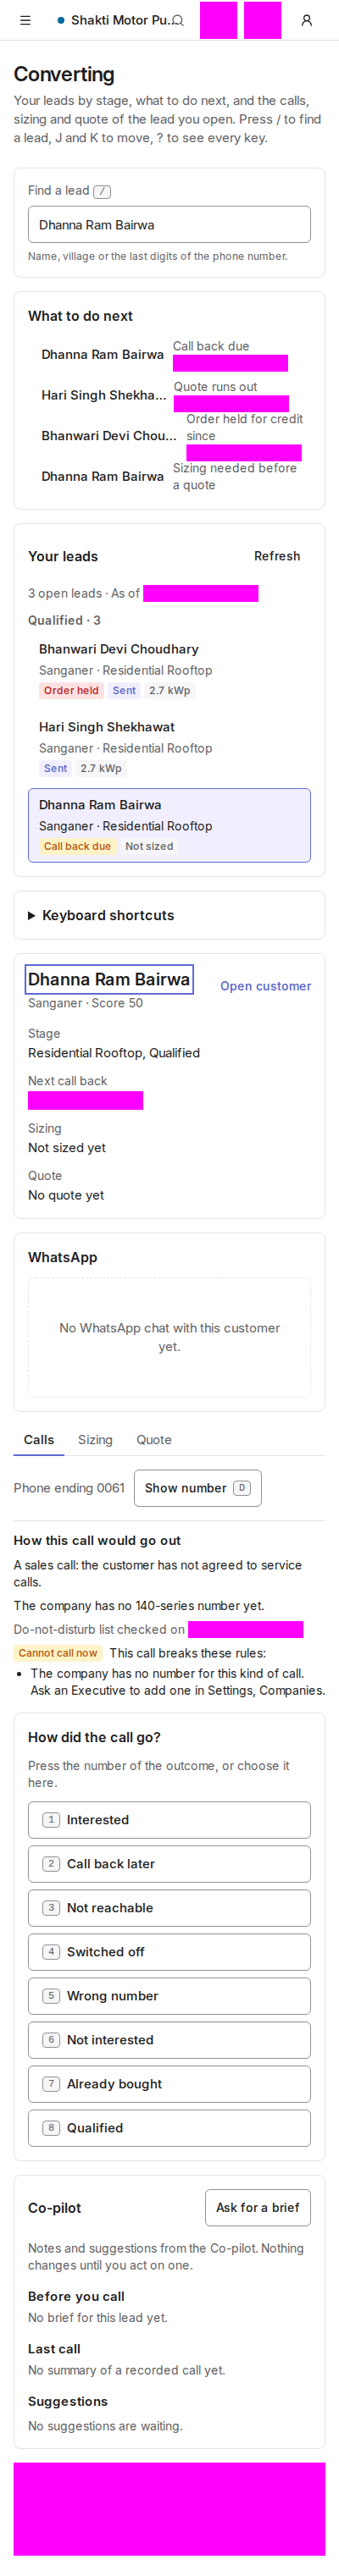 Shakti Motor Pu...
Converting
Your leads by stage, what to do next, and the calls,
sizing and quote of the lead you open. Press / to find
a lead, J and K to move, ? to see every key.
Find a lead /
Dhanna Ram Bairwa
Name, village or the last digits of the phone number.
What to do next
Dhanna Ram Bairwa Call back due
Hari Singh Shekha... Quote runs out
Bhanwari Devi Chou... Order held for credit
since
Dhanna Ram Bairwa Sizing needed before
a quote
Your leads Refresh
3 open leads · As of
Qualified · 3
Bhanwari Devi Choudhary
Sanganer · Residential Rooftop
Order held Sent 2.7 kWp
Hari Singh Shekhawat
Sanganer · Residential Rooftop
Sent 2.7 kWp
Dhanna Ram Bairwa
Sanganer · Residential Rooftop
Call back due Not sized
Keyboard shortcuts
Dhanna Ram Bairwa
Open customer
Sanganer · Score 50
Stage
Residential Rooftop, Qualified
Next call back
Sizing
Not sized yet
Quote
No quote yet
WhatsApp
No WhatsApp chat with this customer
yet.
Calls Sizing Quote
Phone ending 0061 Show number D
How this call would go out
A sales call: the customer has not agreed to service
calls.
The company has no 140-series number yet.
Do-not-disturb list checked on
Cannot call now This call breaks these rules:
• The company has no number for this kind of call.
Ask an Executive to add one in Settings, Companies.
How did the call go?
Press the number of the outcome, or choose it
here.
1 Interested
2 Call back later
3 Not reachable
4 Switched off
5 Wrong number
6 Not interested
7 Already bought
8 Qualified
Co-pilot Ask for a brief
Notes and suggestions from the Co-pilot. Nothing
changes until you act on one.
Before you call
No brief for this lead yet.
Last call
No summary of a recorded call yet.
Suggestions
No suggestions are waiting.